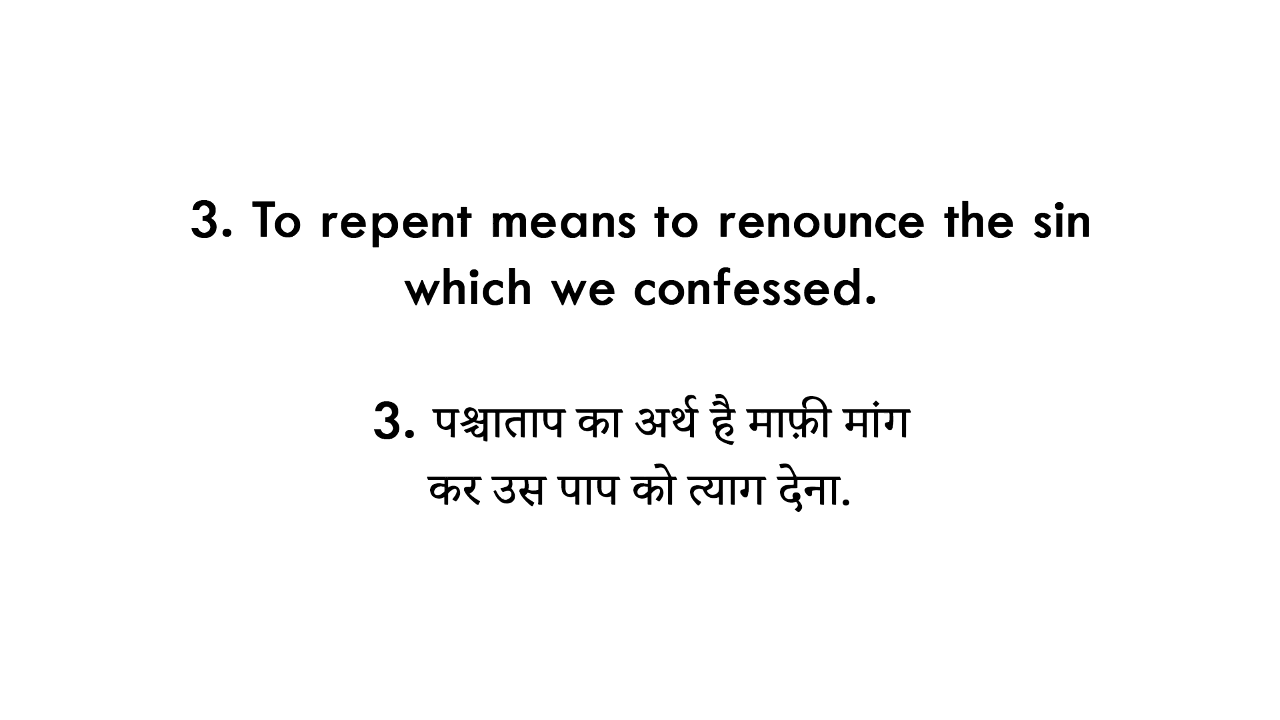 3. To repent means to renounce the sin
which we confessed.
3. पश्चाताप का अर्थ है माफ़ी मांग
कर उस पाप को त्याग देना.